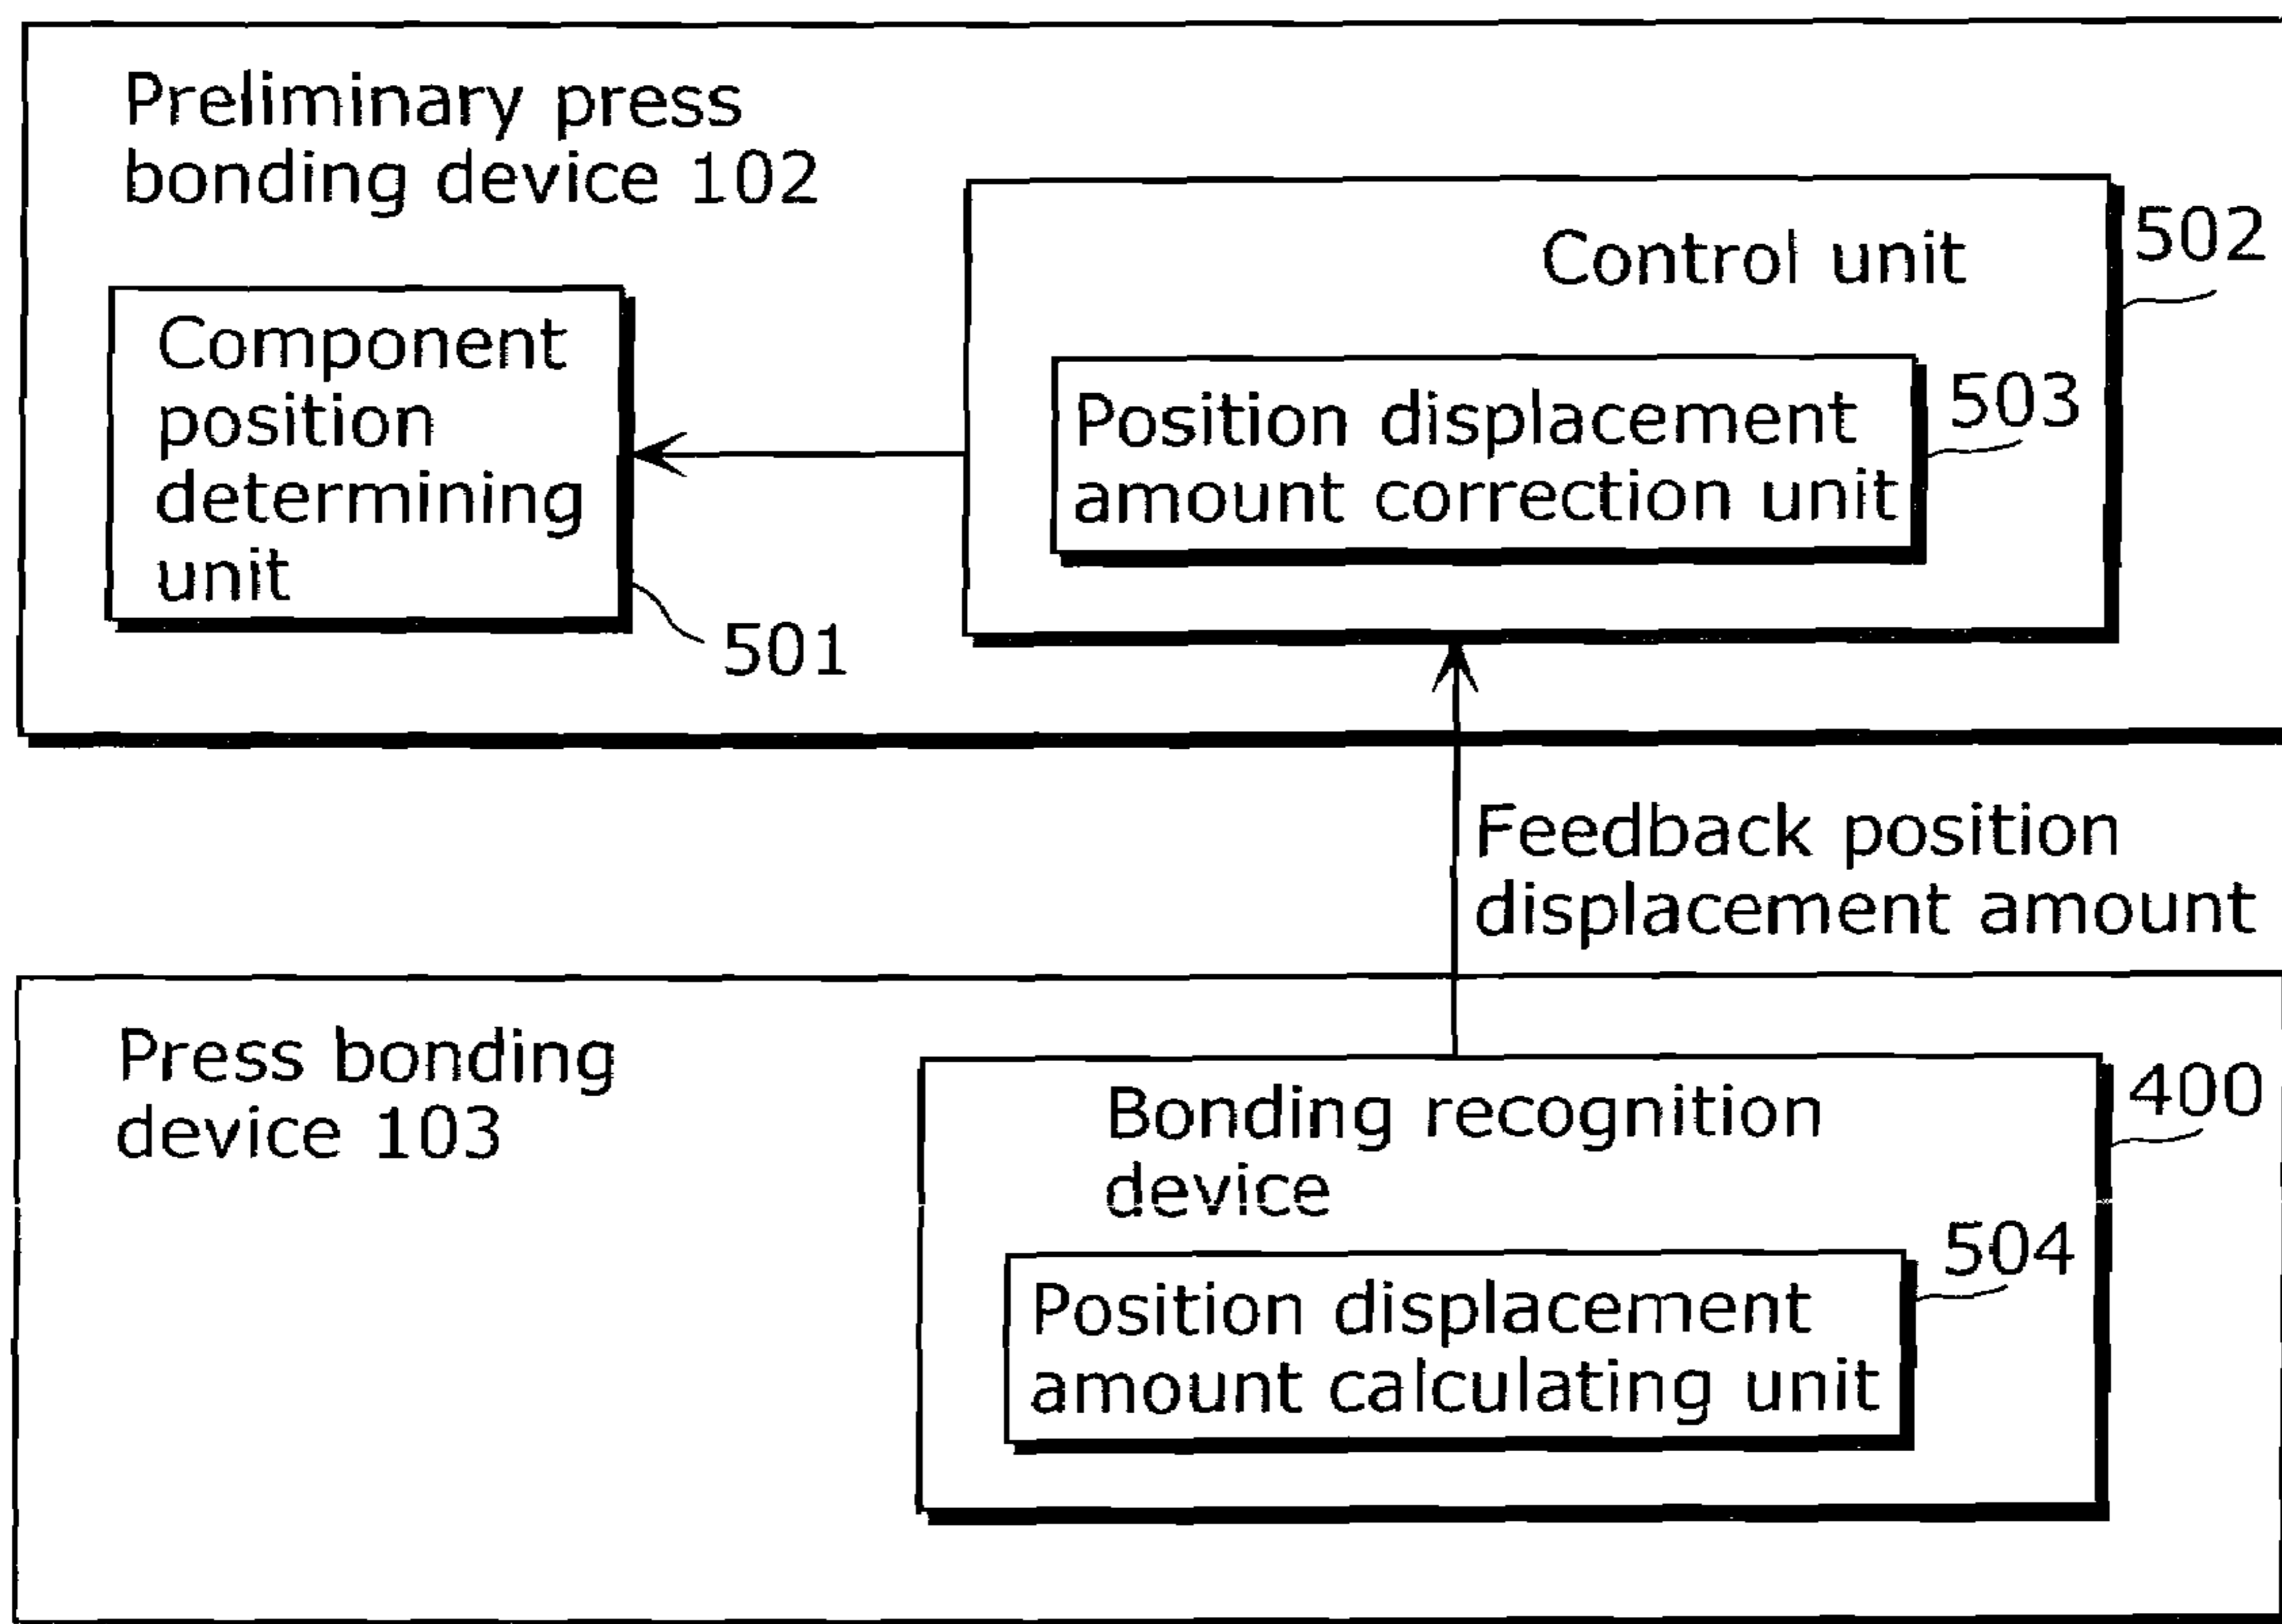 Preliminary press
bonding device 102
Control unit
502
Component
position
determining
unit
501
Position displacement
amount correction unit
503
Feedback position
displacement amount
Press bonding
device 103
Bonding recognition
device
400
Position displacement
amount calculating unit
504